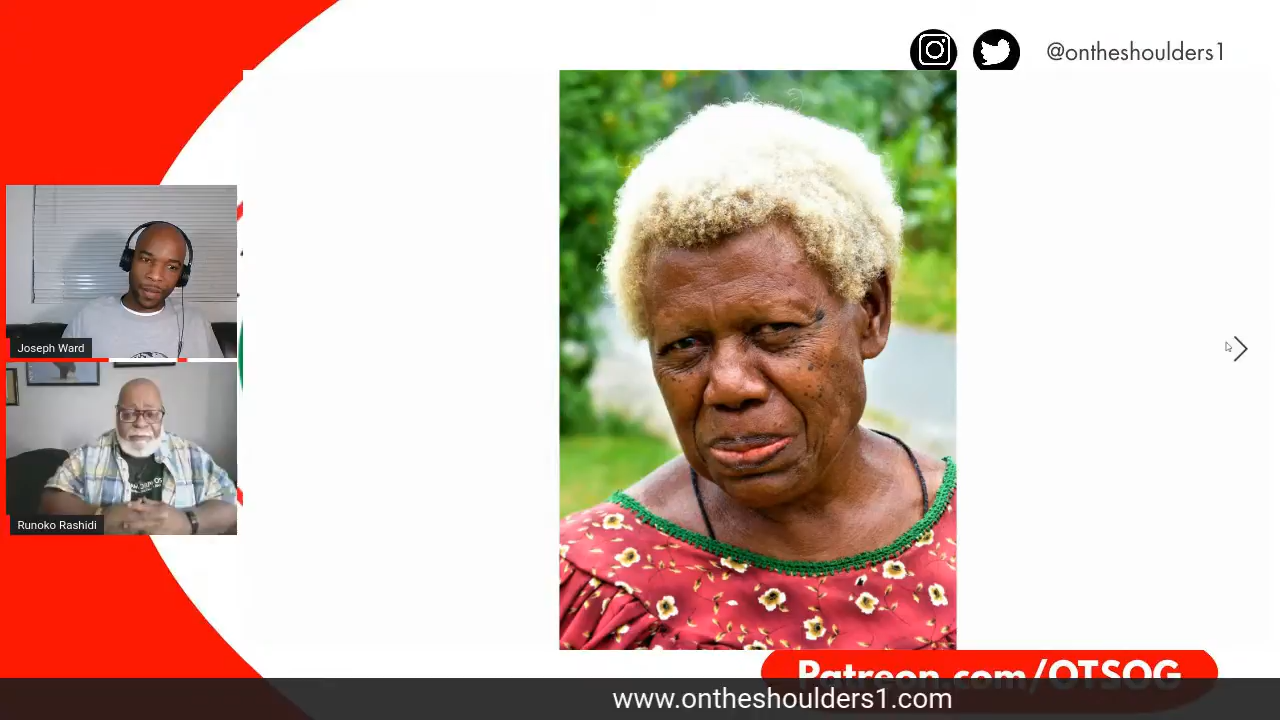 @ontheshoulders1
Joseph Ward
Runoko Rashidi
Patreon.com/OTSOG
www.ontheshoulders1.com